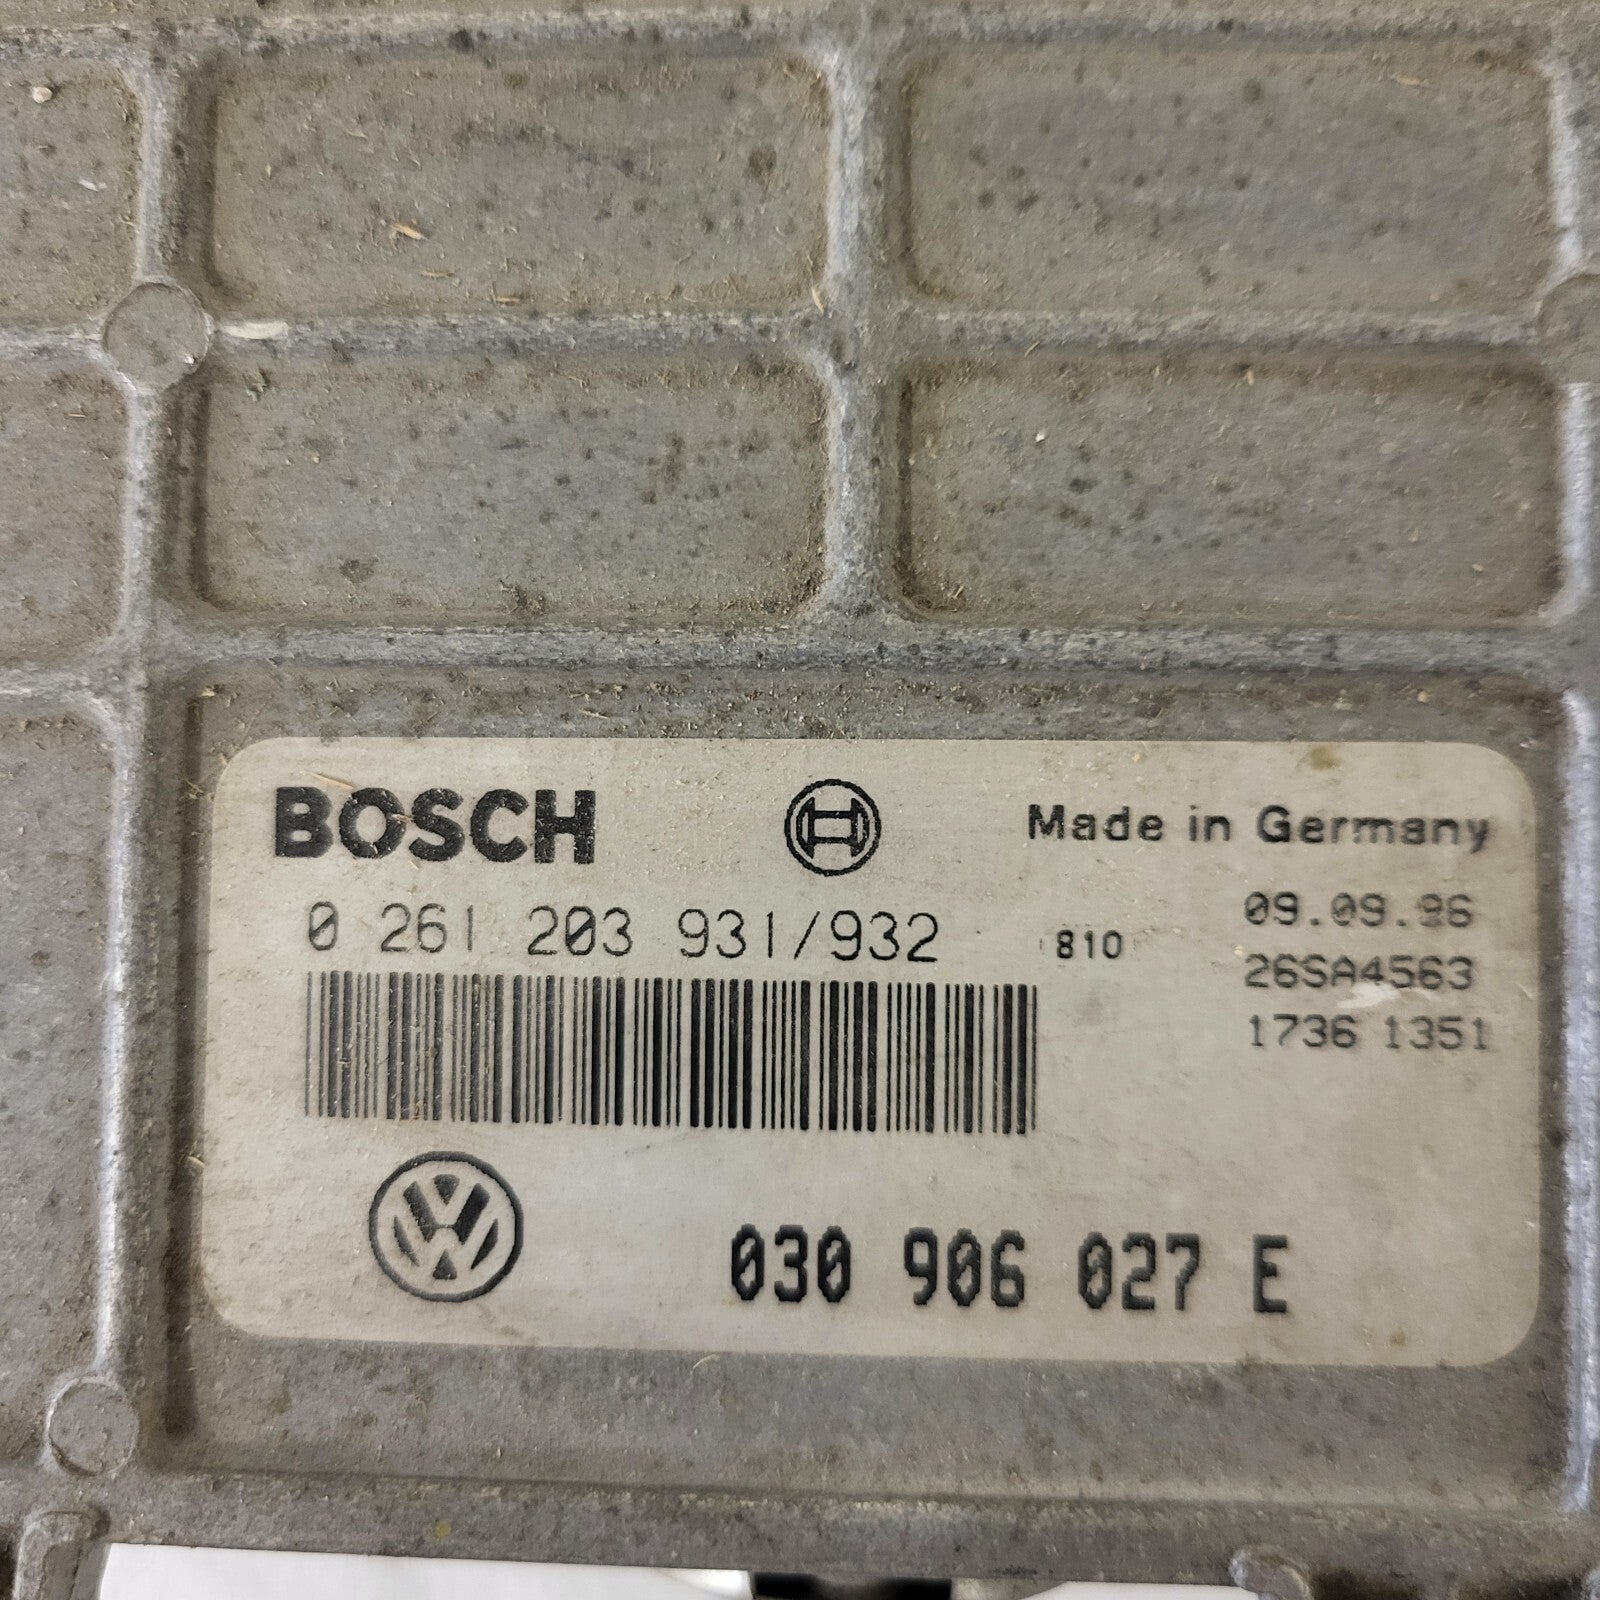 BOSCH
Made in Germany
0 261 203 931/932
810
09.09.96
26SA4563
1736 1351
030 906 027 E